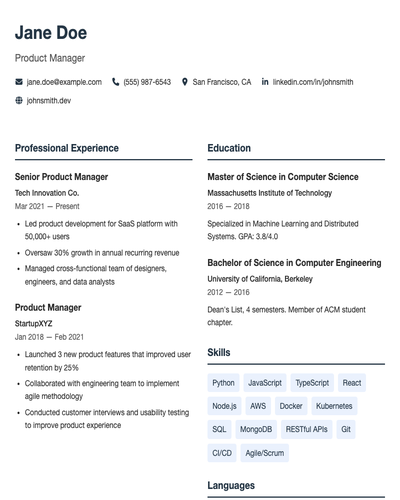 Jane Doe
Product Manager
jane.doe@example.com (555) 987-6543 San Francisco, CA linkedin.com/in/johnsmith
johnsmith.dev
Professional Experience
Senior Product Manager
Tech Innovation Co.
Mar 2021 — Present
• Led product development for SaaS platform with
50,000+ users
• Oversaw 30% growth in annual recurring revenue
• Managed cross-functional team of designers,
engineers, and data analysts
Product Manager
StartupXYZ
Jan 2018 — Feb 2021
• Launched 3 new product features that improved user
retention by 25%
• Collaborated with engineering team to implement
agile methodology
• Conducted customer interviews and usability testing
to improve product experience
Education
Master of Science in Computer Science
Massachusetts Institute of Technology
2016 — 2018
Specialized in Machine Learning and Distributed
Systems. GPA: 3.8/4.0
Bachelor of Science in Computer Engineering
University of California, Berkeley
2012 — 2016
Dean's List, 4 semesters. Member of ACM student
chapter.
Skills
Python JavaScript TypeScript React
Node.js AWS Docker Kubernetes
SQL MongoDB RESTful APIs Git
CI/CD Agile/Scrum
Languages